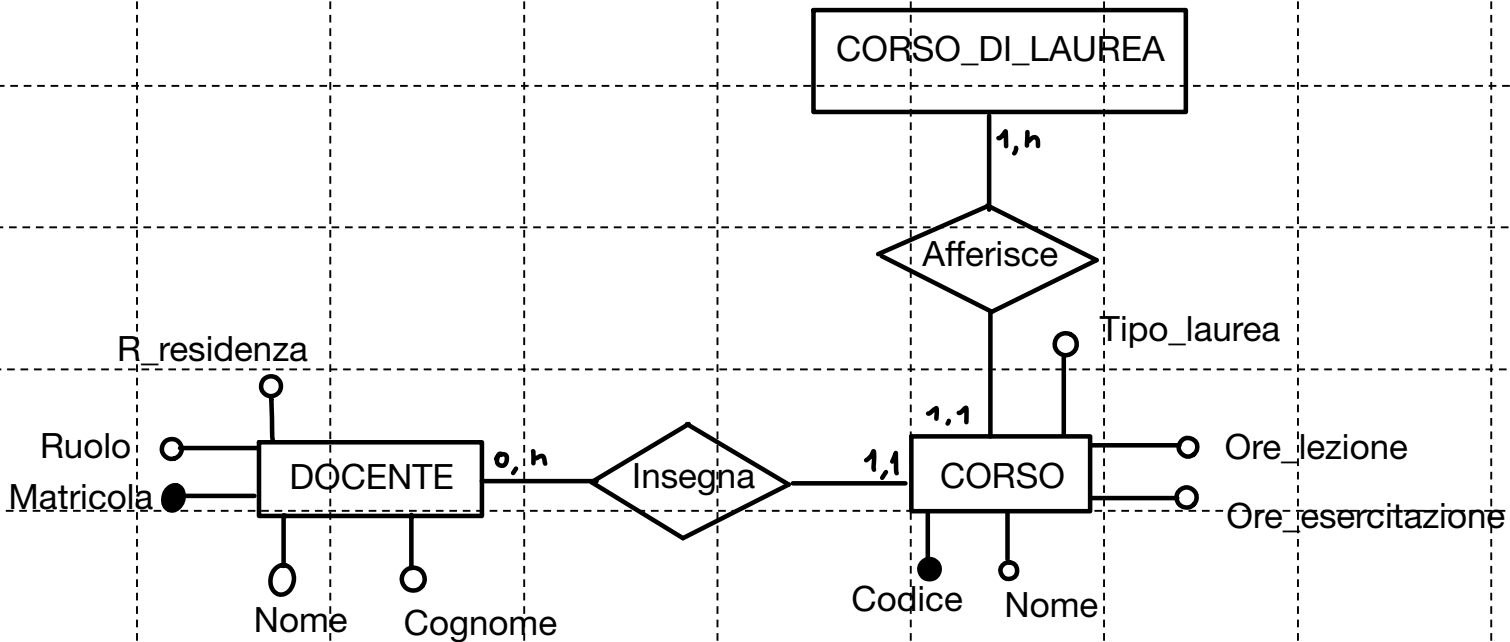 CORSO_DI_LAUREA
1,n
Afferisce
Tipo_laurea
R_residenza
1,1
Ruolo
DOCENTE
0,n
Insegna
1,1
CORSO
Ore_lezione
Matricola
Ore_esercitazione
Codice
Nome
Nome
Cognome